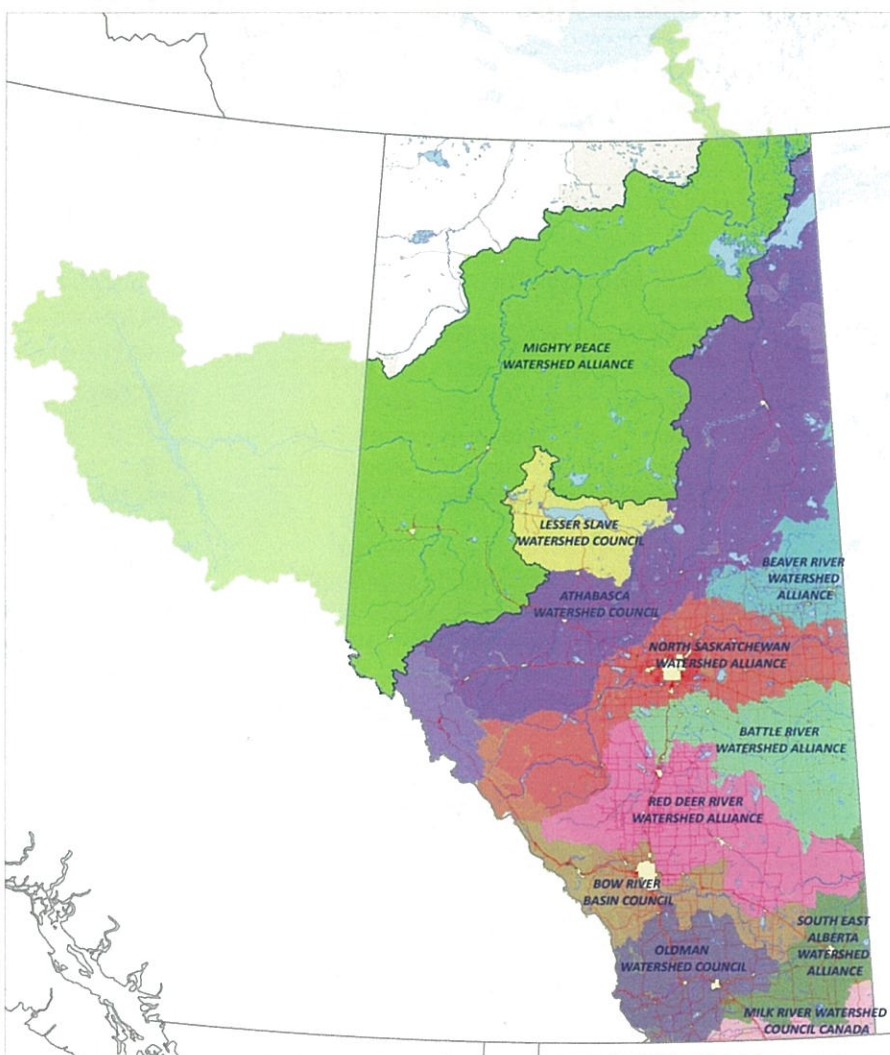 MIGHTY PEACE
WATERSHED ALLIANCE
LESSER SLAVE
WATERSHED COUNCIL
BEAVER RIVER
WATERSHED
ALLIANCE
ATHABASCA
WATERSHED COUNCIL
NORTH SASKATCHEWAN
WATERSHED ALLIANCE
BATTLE RIVER
WATERSHED ALLIANCE
RED DEER RIVER
WATERSHED ALLIANCE
BOW RIVER
BASIN COUNCIL
SOUTH EAST
ALBERTA
WATERSHED
ALLIANCE
OLDMAN
WATERSHED COUNCIL
MILK RIVER WATERSHED
COUNCIL CANADA